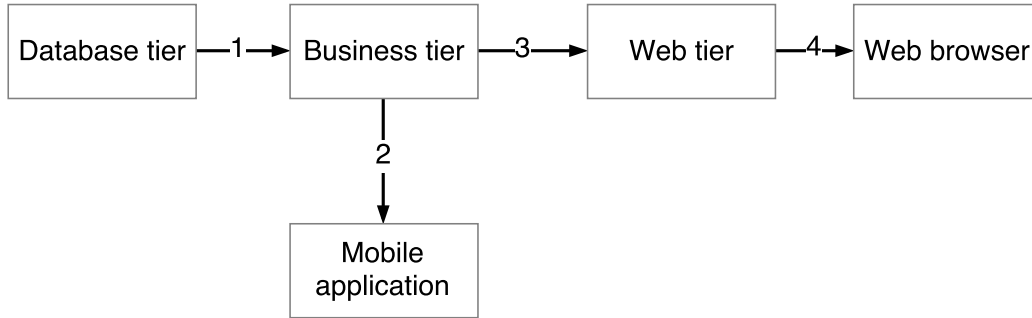 Database tier
1
Business tier
3
Web tier
4
Web browser
2
Mobile
application